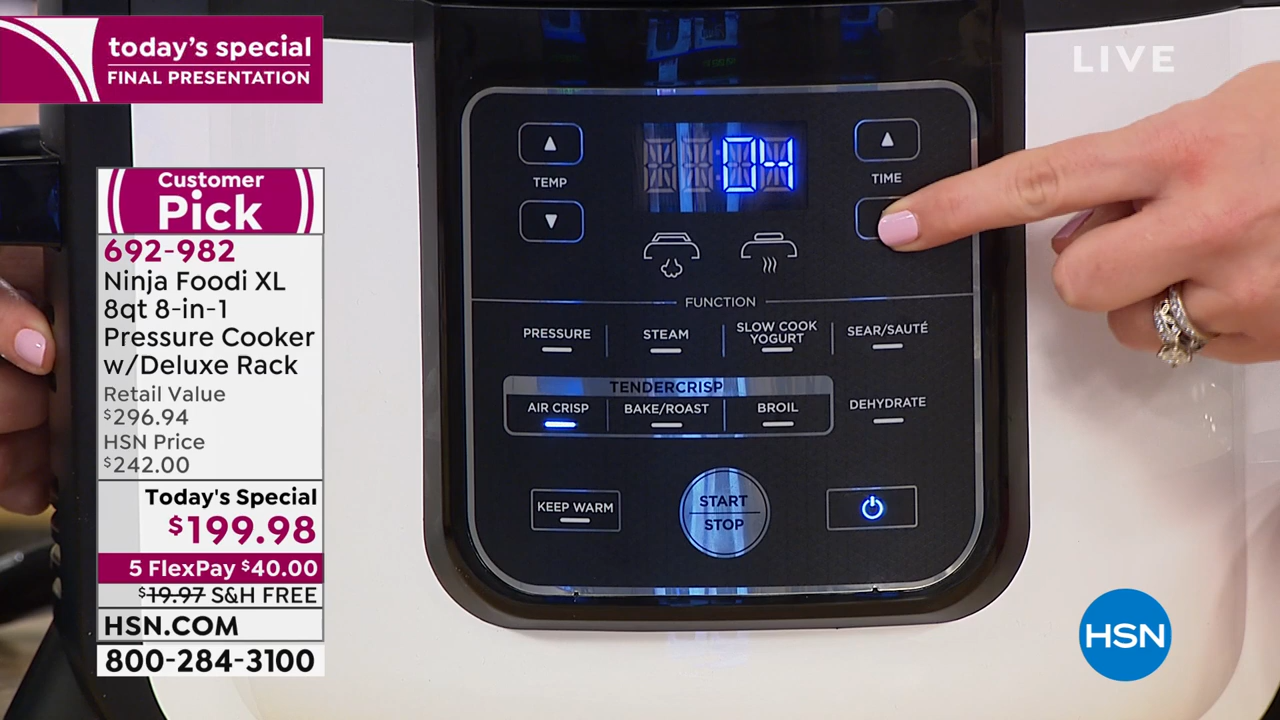 today's special
FINAL PRESENTATION
LIVE
Customer
Pick
692-982
Ninja Foodi XL
8qt 8-in-1
Pressure Cooker
w/Deluxe Rack
Retail Value
$296.94
HSN Price
$242.00
Today's Special
$199.98
5 FlexPay $40.00
$19.97 S&H FREE
HSN.COM
800-284-3100
TEMP
04
TIME
FUNCTION
PRESSURE
STEAM
SLOW COOK
YOGURT
SEAR/SAUTÉ
TENDERCRISP
AIR CRISP
BAKE/ROAST
BROIL
DEHYDRATE
KEEP WARM
START
STOP
HSN